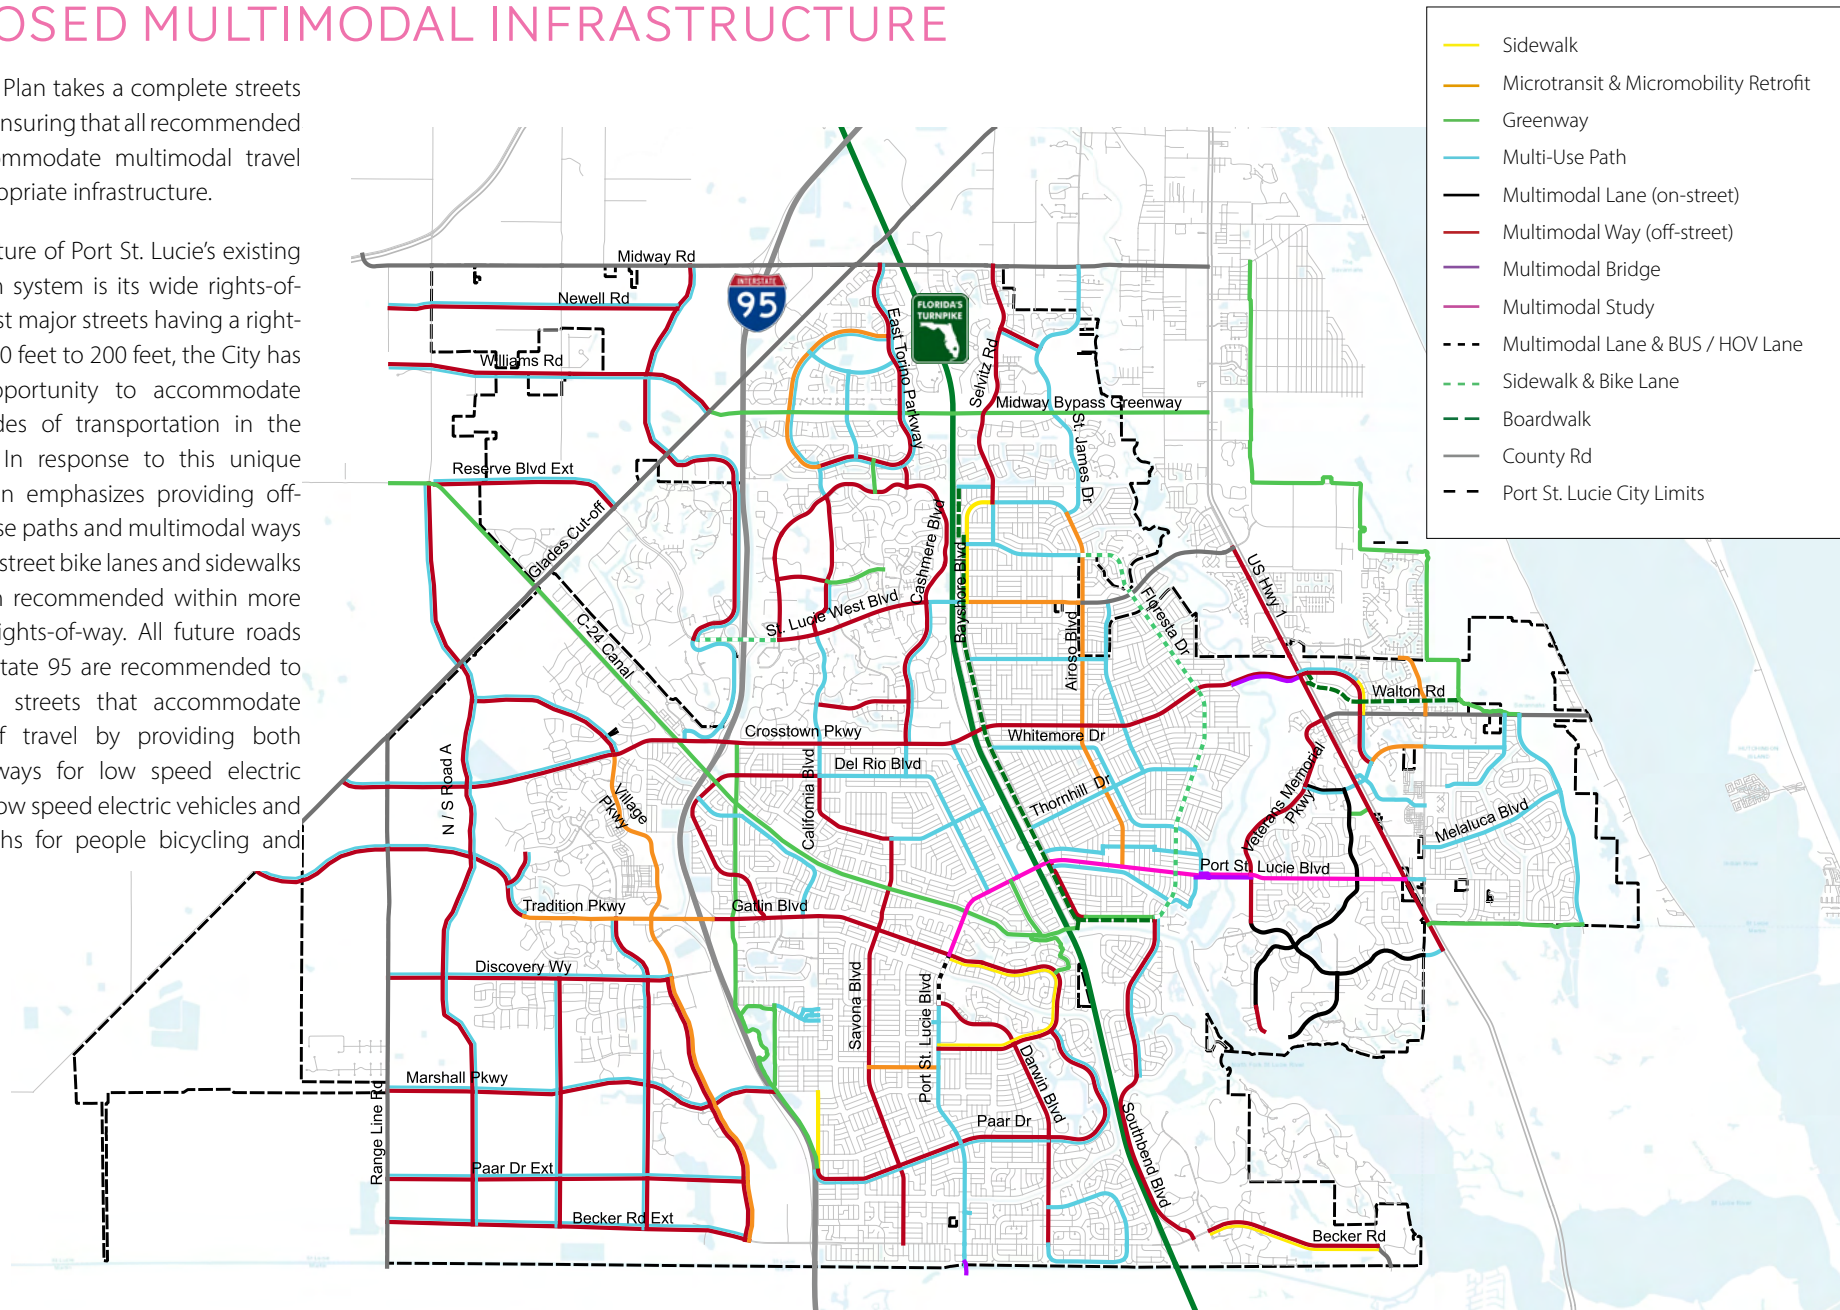 OSED MULTIMODAL INFRASTRUCTURE
Plan takes a complete streets
nsuring that all recommended
ommodate multimodal travel
opriate infrastructure.
ture of Port St. Lucie's existing
n system is its wide rights-of-
st major streets having a right-
0 feet to 200 feet, the City has
pportunity to accommodate
des of transportation in the
In response to this unique
n emphasizes providing off-
se paths and multimodal ways
street bike lanes and sidewalks
n recommended within more
ights-of-way. All future roads
state 95 are recommended to
streets that accommodate
f travel by providing both
ways for low speed electric
ow speed electric vehicles and
ths for people bicycling and
Sidewalk
Microtransit & Micromobility Retrofit
Greenway
Multi-Use Path
Multimodal Lane (on-street)
Multimodal Way (off-street)
Multimodal Bridge
Multimodal Study
Multimodal Lane & BUS / HOV Lane
Sidewalk & Bike Lane
Boardwalk
County Rd
Port St. Lucie City Limits
Midway Rd
Newell Rd
INTERSTATE
95
FLORIDA'S
TURNPIKE
East Torino Parkway
Selvitz Rd
Williams Rd
Midway Bypass Greenway
St. James Dr
Reserve Blvd Ext
Glades Cut-off
Cashmere Blvd
Bayshore Blvd
US Hwy 1
C-24 Canal
St. Lucie West Blvd
Floresta Dr
Airoso Blvd
Walton Rd
Crosstown Pkwy
Whitemore Dr
N / S Road A
Del Rio Blvd
California Blvd
Village
Pkwy
Thornhill Dr
Veterans Memorial
Pkwy
Melaluca Blvd
Port St. Lucie Blvd
Tradition Pkwy
Gatlin Blvd
Discovery Wy
Savona Blvd
Port St. Lucie Blvd
Darwin Blvd
Marshall Pkwy
Range Line Rd
Paar Dr
Southbend Blvd
Paar Dr Ext
Becker Rd Ext
Becker Rd